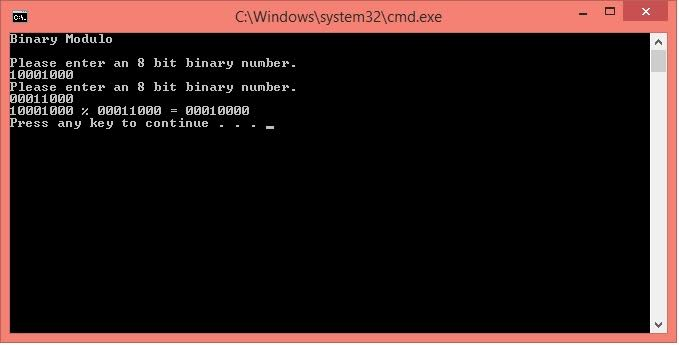 C:\Windows\system32\cmd.exe
Binary Modulo
Please enter an 8 bit binary number.
10001000
Please enter an 8 bit binary number.
00011000
10001000 % 00011000 = 00010000
Press any key to continue . . . _